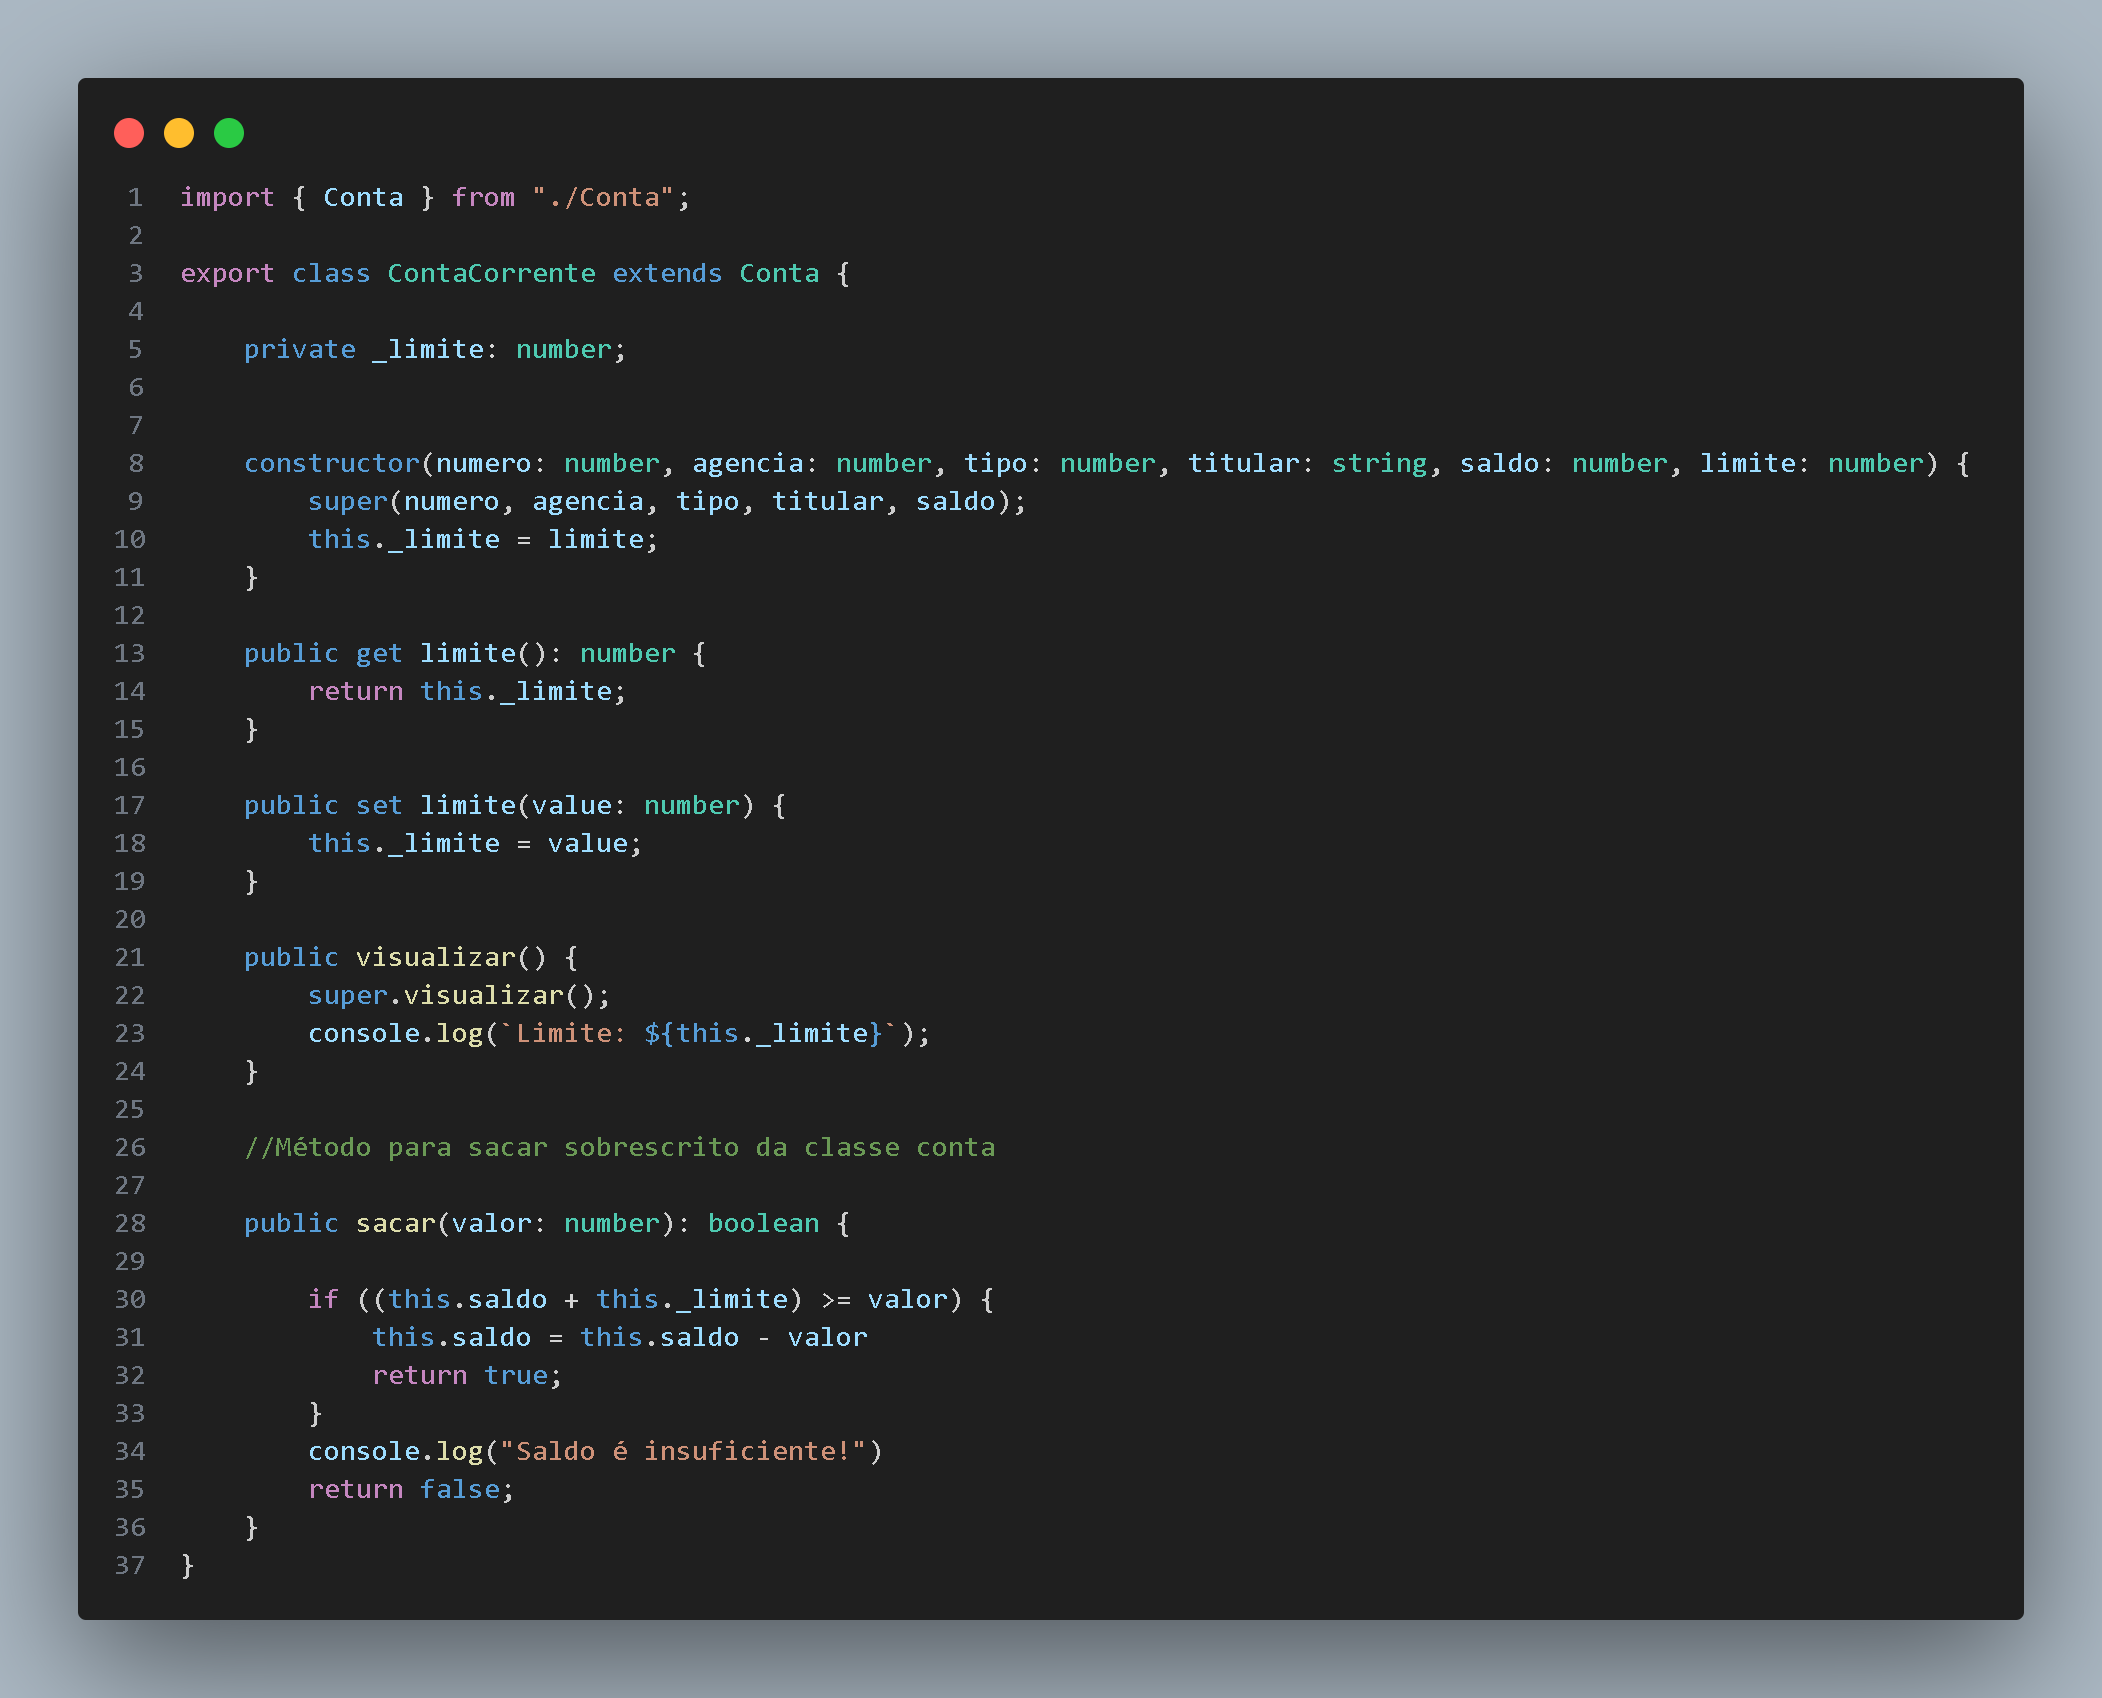 1 import { Conta } from "./Conta";
2
3 export class ContaCorrente extends Conta {
4
5     private _limite: number;
6
7
8     constructor(numero: number, agencia: number, tipo: number, titular: string, saldo: number, limite: number) {
9         super(numero, agencia, tipo, titular, saldo);
10         this._limite = limite;
11     }
12
13     public get limite(): number {
14         return this._limite;
15     }
16
17     public set limite(value: number) {
18         this._limite = value;
19     }
20
21     public visualizar() {
22         super.visualizar();
23         console.log(`Limite: ${this._limite}`);
24     }
25
26     //Método para sacar sobrescrito da classe conta
27
28     public sacar(valor: number): boolean {
29
30         if ((this.saldo + this._limite) >= valor) {
31             this.saldo = this.saldo - valor
32             return true;
33         }
34         console.log("Saldo é insuficiente!")
35         return false;
36     }
37 }